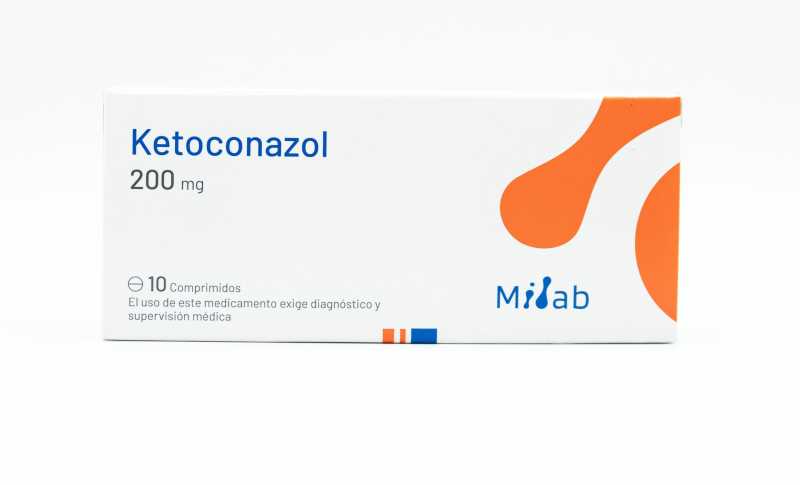 Ketoconazol
200 mg
10 Comprimidos
El uso de este medicamento exige diagnóstico y
supervisión médica
Milab